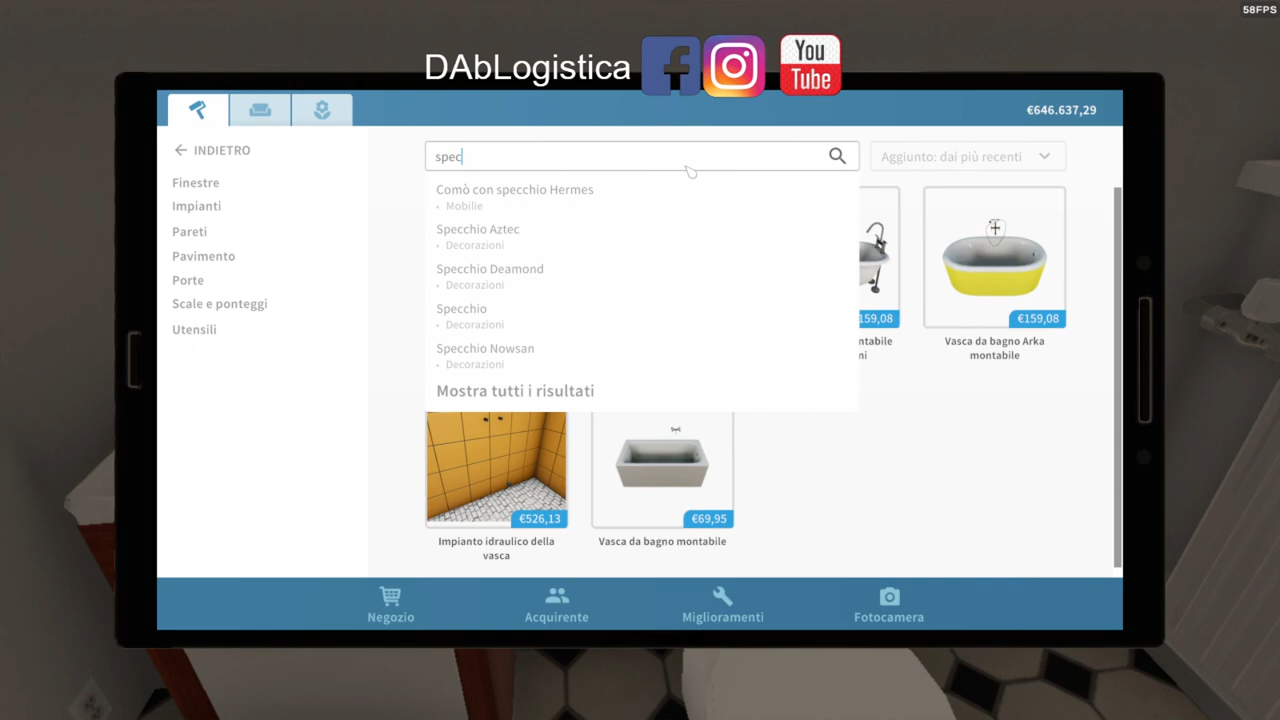 58FPS
DAbLogistica
You
Tube
€646.637,29
INDIETRO
Finestre
Impianti
Pareti
Pavimento
Porte
Scale e ponteggi
Utensili
spec
Aggiunto: dai più recenti
Comò con specchio Hermes
• Mobilie
Specchio Aztec
• Decorazioni
Specchio Deamond
• Decorazioni
Specchio
• Decorazioni
Specchio Nowsan
• Decorazioni
Mostra tutti i risultati
159,08
ntabile
ni
€159,08
Vasca da bagno Arka
montabile
€526,13
Impianto idraulico della
vasca
€69,95
Vasca da bagno montabile
Negozio
Acquirente
Miglioramenti
Fotocamera